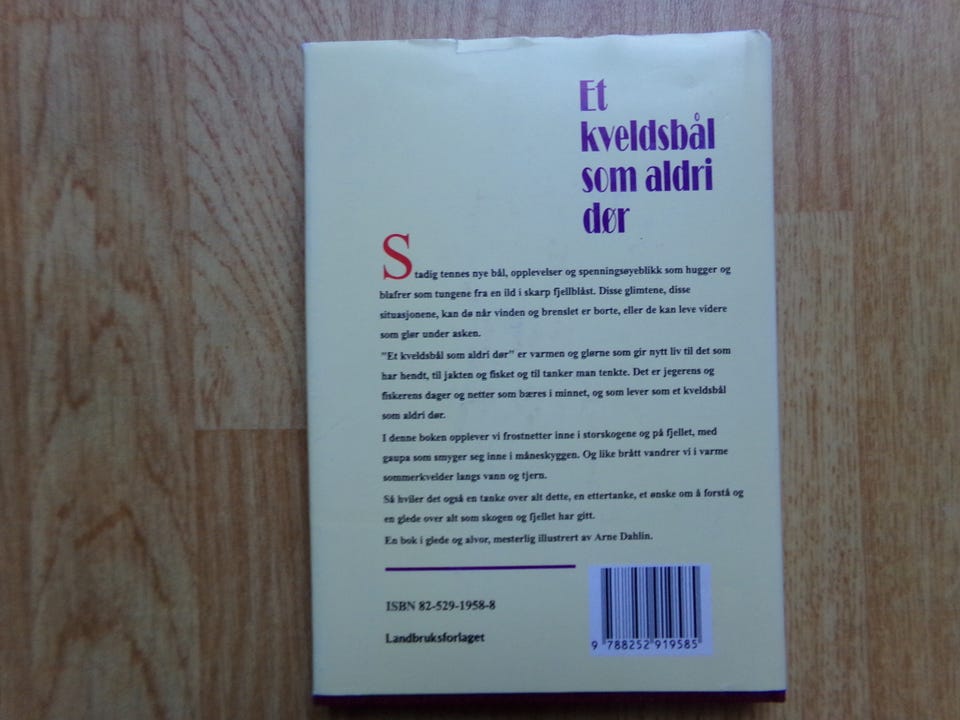 Et
kveldsbål
som aldri
dør
Stadig tennes nye bål, opplevelser og spenningsøyeblikk som hugger og
blafrer som tungene fra en ild i skarp fjellblåst. Disse glimtene, disse
situasjonene, kan dø når vinden og brenslet er borte, eller de kan leve videre
som glør under asken.
"Et kveldsbål som aldri dør" er varmen og glørne som gir nytt liv til det som
har hendt, til jakten og fisket og til tanker man tenkte. Det er jegerens og
fiskerens dager og netter som bæres i minnet, og som lever som et kveldsbål
som aldri dør.
I denne boken opplever vi frostnetter inne i storskogene og på fjellet, med
gaupa som smyger seg inne i måneskyggen. Og like brått vandrer vi i varme
sommerkvelder langs vann og tjern.
Så hviler det også en tanke over alt dette, en ettertanke, et ønske om å forstå og
en glede over alt som skogen og fjellet har gitt.
En bok i glede og alvor, mesterlig illustrert av Arne Dahlin.
ISBN 82-529-1958-8
Landbruksforlaget
9 788252 919585